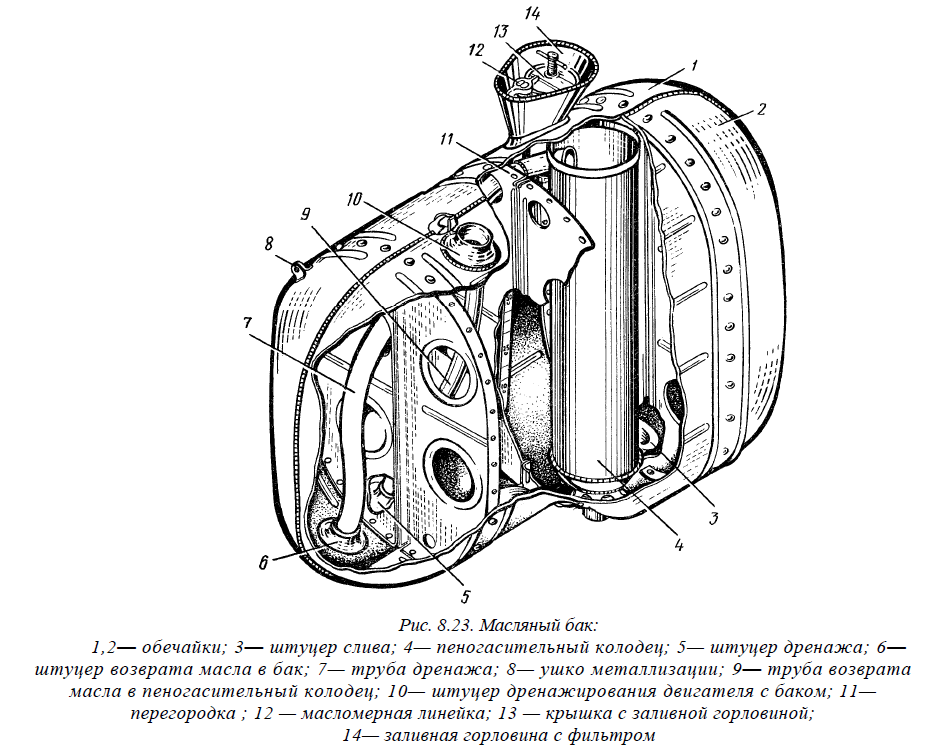 14
13
12
1
2
11
10
9
8
7
6
5
4
3
Рис. 8.23. Масляный бак:
1,2— обечайки; 3— штуцер слива; 4— пеногасительный колодец; 5— штуцер дренажа; 6—
штуцер возврата масла в бак; 7— труба дренажа; 8— ушко металлизации; 9— труба возврата
масла в пеногасительный колодец; 10— штуцер дренажирования двигателя с баком; 11—
перегородка ; 12 — масломерная линейка; 13 — крышка с заливной горловиной;
14— заливная горловина с фильтром